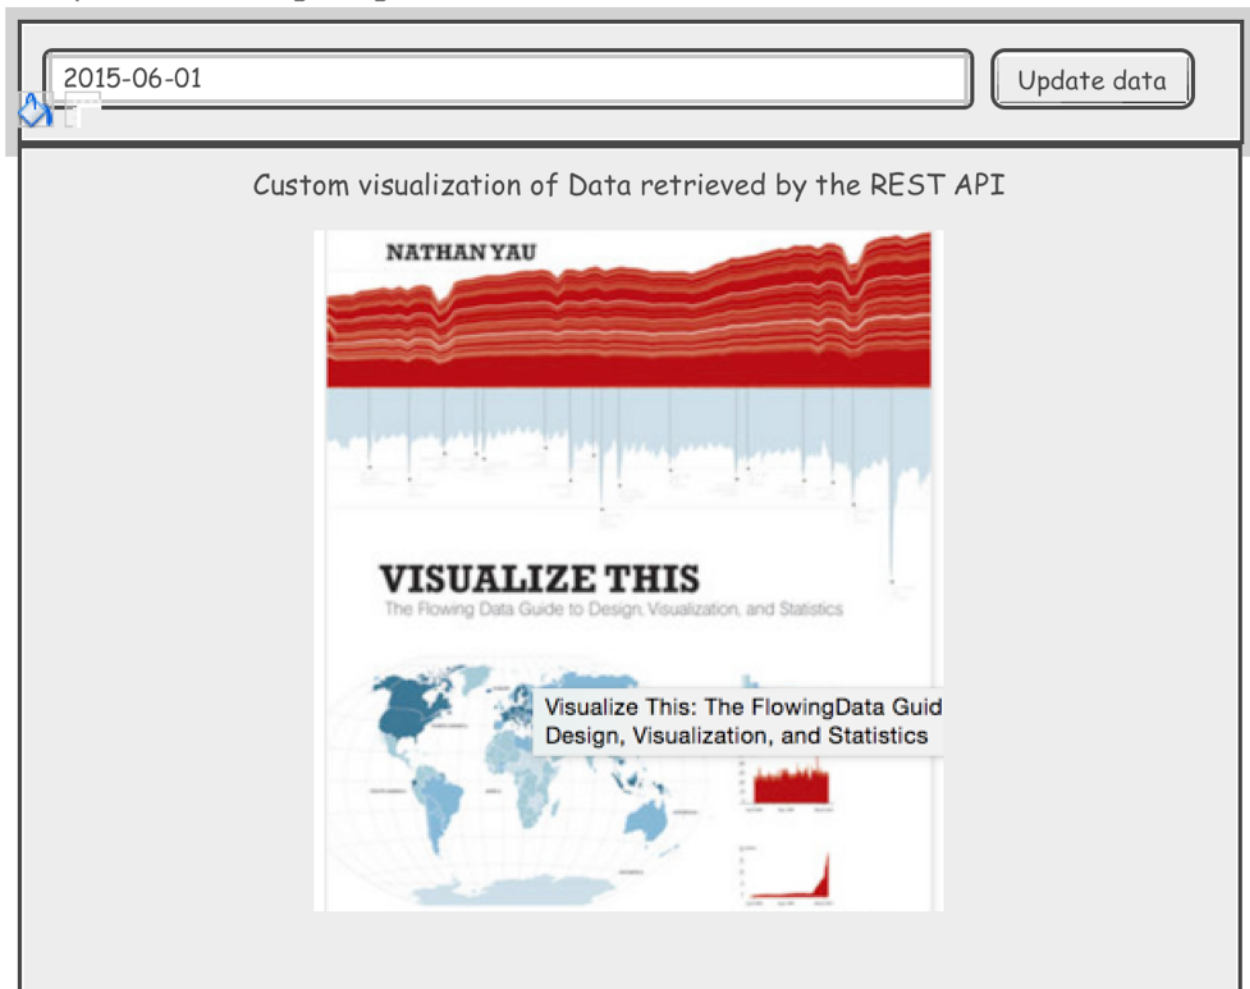 2015-06-01
Update data
Custom visualization of Data retrieved by the REST API
NATHAN YAU
VISUALIZE THIS
The Flowing Data Guide to Design, Visualization, and Statistics
Visualize This: The FlowingData Guid
Design, Visualization, and Statistics